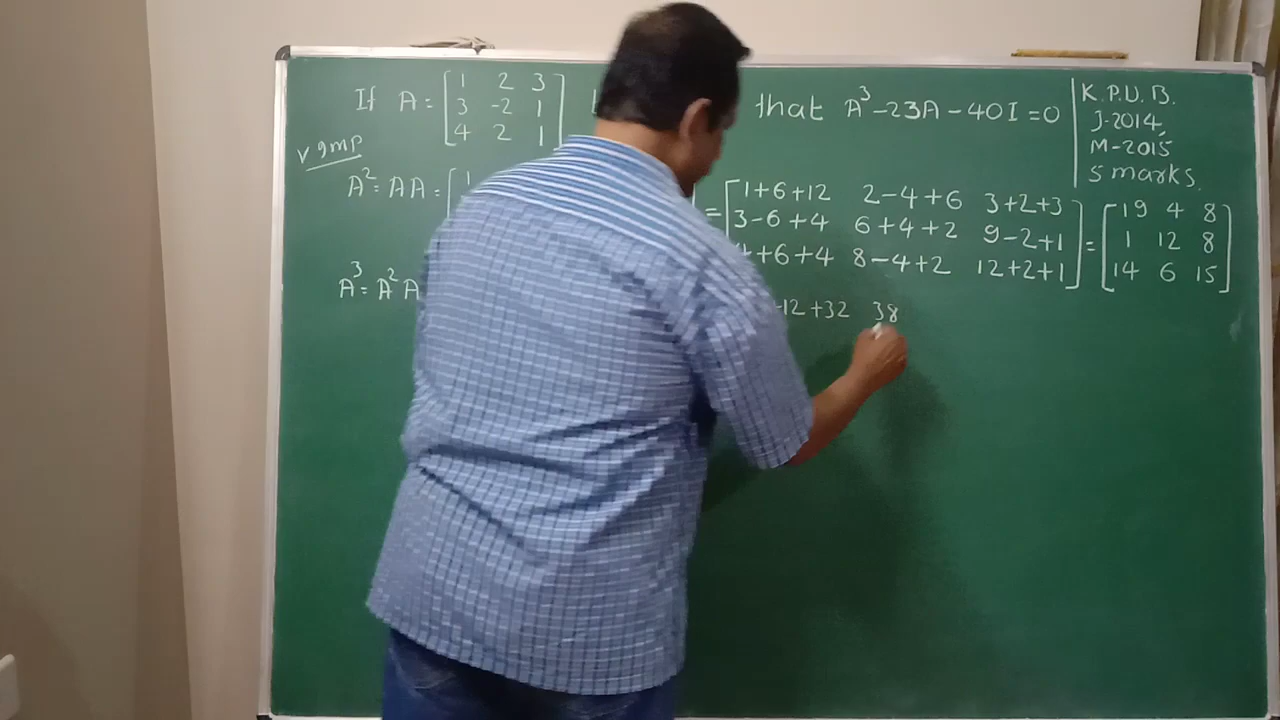 If A = [1 2 3 that A³-23A-40I=0
3 -2 1
4 2 1]
K.P.U.B.
J-2014
M-2015
5 marks.
v Imp
A² = AA = [1 = [1+6+12 2-4+6 3+2+3 = [19 4 8
3-6+4 6+4+2 9-2+1 1 12 8
+6+4 8-4+2 12+2+1] 14 6 15]
A³ = A² A 12+32 38